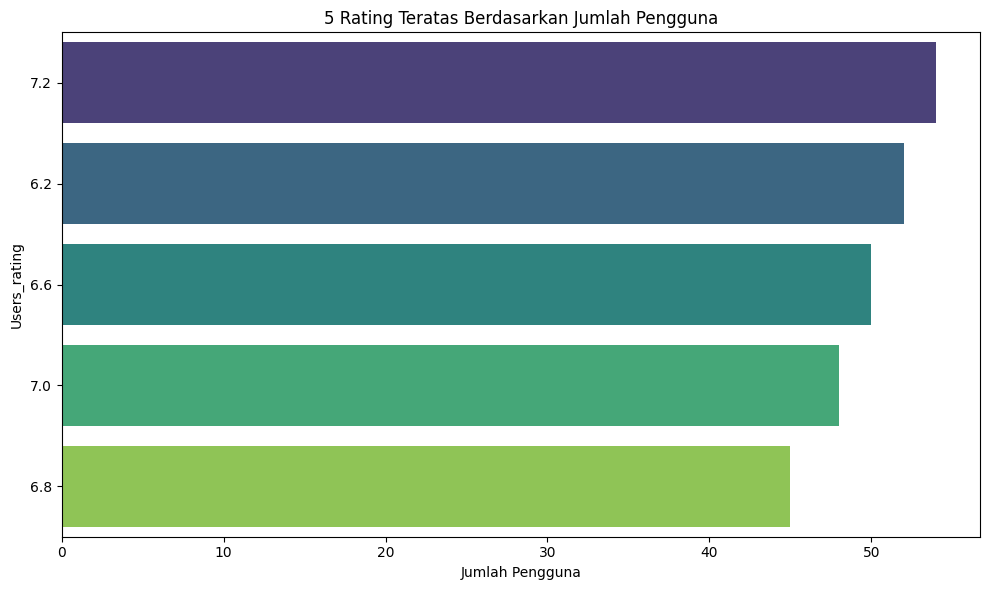 5 Rating Teratas Berdasarkan Jumlah Pengguna
Users_rating
7.2
6.2
6.6
7.0
6.8
0 10 20 30 40 50
Jumlah Pengguna